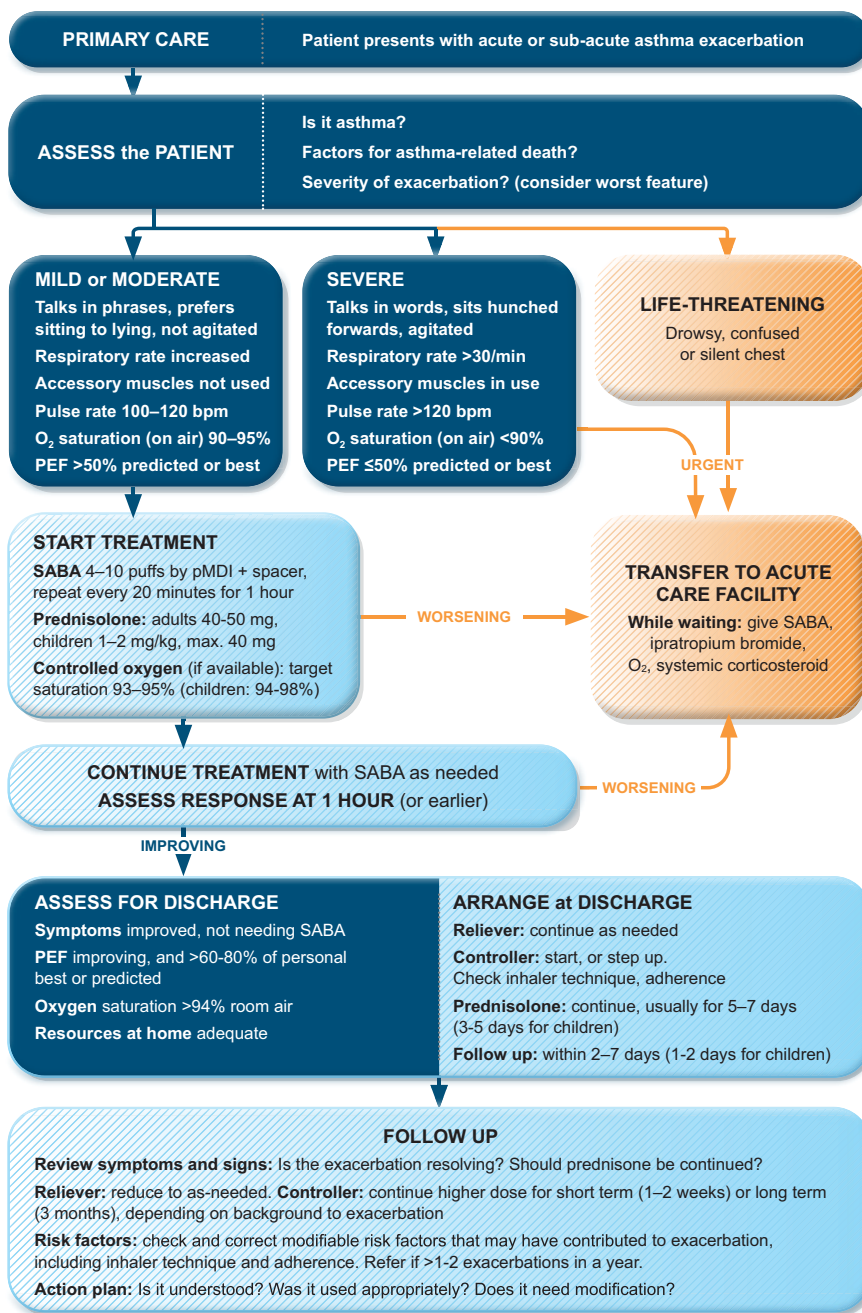 PRIMARY CARE
Patient presents with acute or sub-acute asthma exacerbation
ASSESS the PATIENT
Is it asthma?
Factors for asthma-related death?
Severity of exacerbation? (consider worst feature)
MILD or MODERATE
Talks in phrases, prefers
sitting to lying, not agitated
Respiratory rate increased
Accessory muscles not used
Pulse rate 100–120 bpm
O₂ saturation (on air) 90–95%
PEF >50% predicted or best
SEVERE
Talks in words, sits hunched
forwards, agitated
Respiratory rate >30/min
Accessory muscles in use
Pulse rate >120 bpm
O₂ saturation (on air) <90%
PEF ≤50% predicted or best
LIFE-THREATENING
Drowsy, confused
or silent chest
URGENT
START TREATMENT
SABA 4–10 puffs by pMDI + spacer,
repeat every 20 minutes for 1 hour
Prednisolone: adults 40-50 mg,
children 1–2 mg/kg, max. 40 mg
Controlled oxygen (if available): target
saturation 93–95% (children: 94-98%)
WORSENING
TRANSFER TO ACUTE
CARE FACILITY
While waiting: give SABA,
ipratropium bromide,
O₂, systemic corticosteroid
CONTINUE TREATMENT with SABA as needed
ASSESS RESPONSE AT 1 HOUR (or earlier)
WORSENING
IMPROVING
ASSESS FOR DISCHARGE
Symptoms improved, not needing SABA
PEF improving, and >60-80% of personal
best or predicted
Oxygen saturation >94% room air
Resources at home adequate
ARRANGE at DISCHARGE
Reliever: continue as needed
Controller: start, or step up.
Check inhaler technique, adherence
Prednisolone: continue, usually for 5–7 days
(3-5 days for children)
Follow up: within 2–7 days (1-2 days for children)
FOLLOW UP
Review symptoms and signs: Is the exacerbation resolving? Should prednisone be continued?
Reliever: reduce to as-needed. Controller: continue higher dose for short term (1–2 weeks) or long term
(3 months), depending on background to exacerbation
Risk factors: check and correct modifiable risk factors that may have contributed to exacerbation,
including inhaler technique and adherence. Refer if >1-2 exacerbations in a year.
Action plan: Is it understood? Was it used appropriately? Does it need modification?